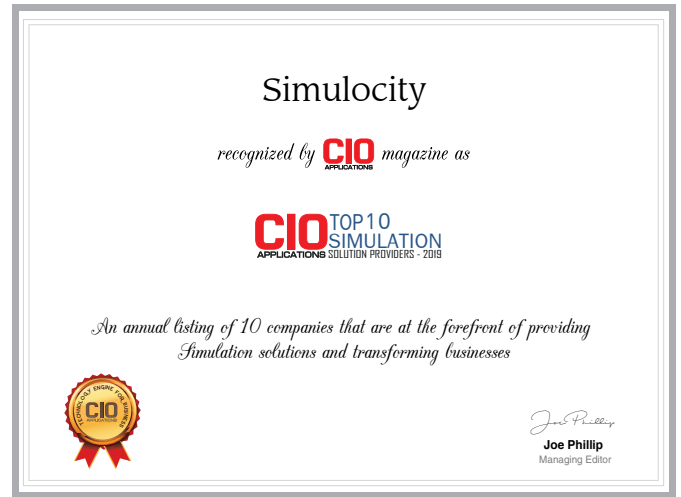 Simulocity
recognized by CIO APPLICATIONS magazine as
CIO TOP 10
SIMULATION
APPLICATIONS SOLUTION PROVIDERS - 2019
An annual listing of 10 companies that are at the forefront of providing
Simulation solutions and transforming businesses
TECHNOLOGY ENGINE FOR BUSINESS
CIO
APPLICATIONS
Joe Phillip
Joe Phillip
Managing Editor